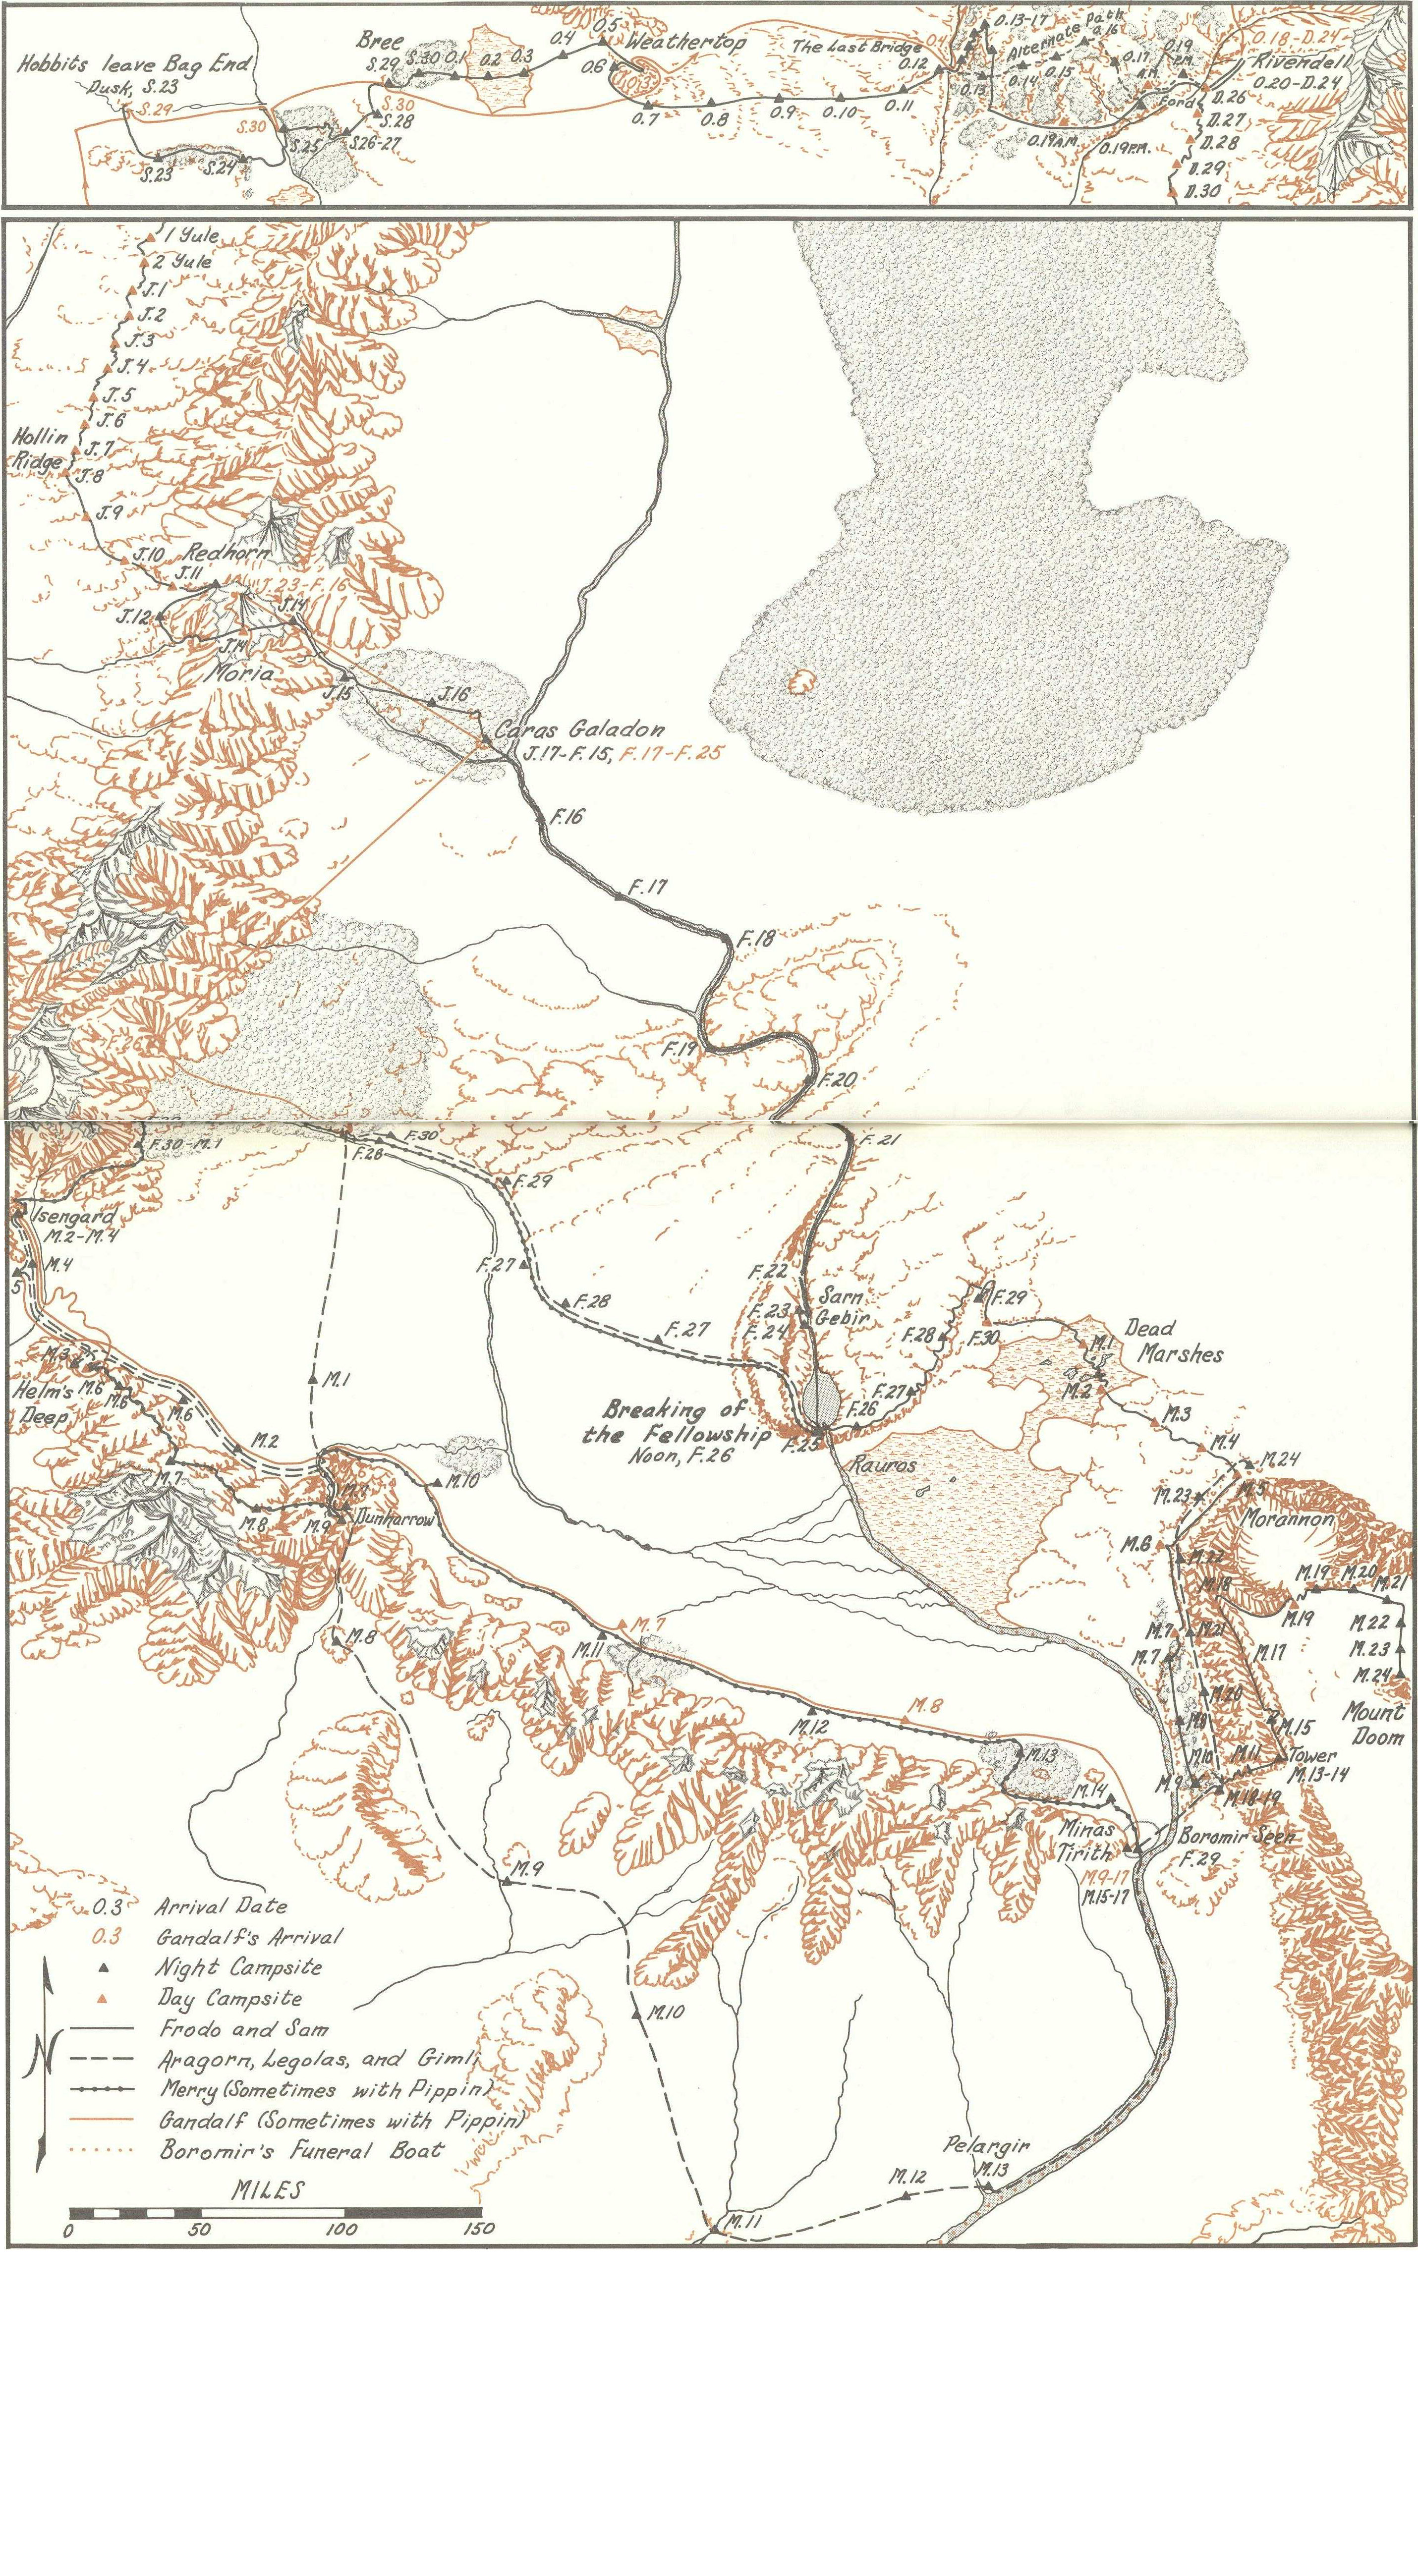 Hobbits leave Bag End
Dusk, S.23
S.29
S.30
S.23
S.24
S.25
S.26-27
S.28
S.30
Bree
S.29
S.30
O.1
O.2
O.3
O.4
O.5
Weathertop
O.6
O.3
O.7
O.8
O.9
O.10
O.11
The Last Bridge
O.12
O.4
O.13-17
O.13
Alternate Path
O.14
O.15
O.16
O.17
A.M.
O.19
P.M.
O.19 A.M.
O.19 P.M.
Ford
O.18-D.24
Rivendell
O.20-D.24
D.26
D.27
D.28
D.29
D.30
1 Yule
2 Yule
J.1
J.2
J.3
J.4
J.5
J.6
Hollin
Ridge
J.7
J.8
J.9
J.10
Redhorn
J.11
J.23-F.16
J.12
J.14
J.14
Moria
J.15
J.16
Caras Galadon
J.17-F.15, F.17-F.25
F.16
F.17
F.18
F.19
F.20
F.26
F.21
F.30-M.1
F.28
F.30
F.29
Isengard
M.2-M.4
M.4
5
F.27
F.28
F.27
F.22
F.23
F.24
Sarn
Gebir
F.29
F.28
F.30
F.27
F.26
F.25
Dead
Marshes
M.1
M.2
M.3
M.4
M.24
M.5
M.23
Morannon
M.1
Breaking of
the Fellowship
Noon, F.26
Rauros
Helm's
Deep
M.3
M.6
M.6
M.6
M.2
M.7
M.8
M.9
M.7
Dunharrow
M.10
M.6
M.22
M.18
M.19
M.20
M.21
M.19
M.22
M.23
M.24
Mount
Doom
M.7
M.21
M.7
M.17
M.20
M.8
M.15
M.10
M.11
Tower
M.13-14
M.9
M.18-19
M.8
M.7
M.11
M.8
M.12
M.13
M.14
Minas
Tirith
M.9-17
M.15-17
Boromir Seen
F.29
M.9
M.10
M.11
M.12
Pelargir
M.13
O.3 Arrival Date
O.3 Gandalf's Arrival
Night Campsite
Day Campsite
Frodo and Sam
Aragorn, Legolas, and Gimli
Merry (Sometimes with Pippin)
Gandalf (Sometimes with Pippin)
Boromir's Funeral Boat
N
MILES
0 50 100 150